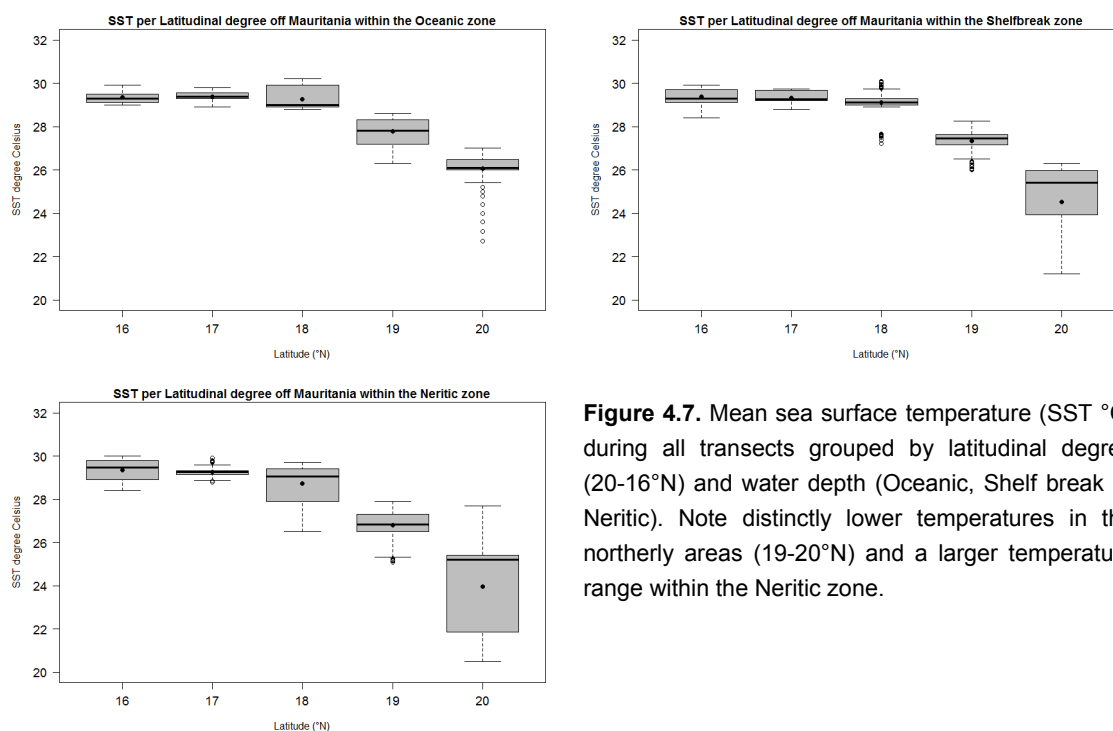 SST per Latitudinal degree off Mauritania within the Oceanic zone
SST degree Celsius
32
30
28
26
24
22
20
16 17 18 19 20
Latitude (°N)
SST per Latitudinal degree off Mauritania within the Shelfbreak zone
SST degree Celsius
32
30
28
26
24
22
20
16 17 18 19 20
Latitude (°N)
SST per Latitudinal degree off Mauritania within the Neritic zone
SST degree Celsius
32
30
28
26
24
22
20
16 17 18 19 20
Latitude (°N)
Figure 4.7. Mean sea surface temperature (SST °C
during all transects grouped by latitudinal degre
(20-16°N) and water depth (Oceanic, Shelf break
Neritic). Note distinctly lower temperatures in th
northerly areas (19-20°N) and a larger temperatu
range within the Neritic zone.